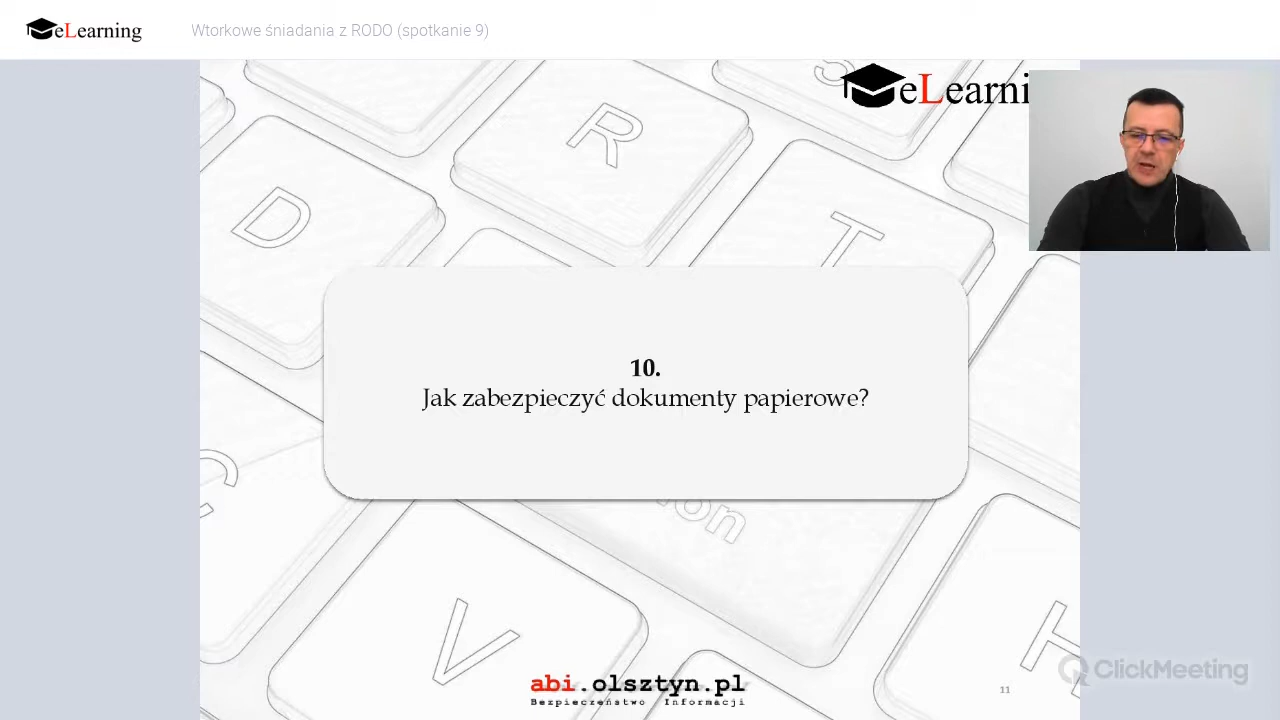 eLearning
Wtorkowe śniadania z RODO (spotkanie 9)
eLearni
R
D
T
10.
Jak zabezpieczyć dokumenty papierowe?
C
on
V
H
abi.olsztyn.pl
Bezpieczeństwo Informacji
11
ClickMeeting